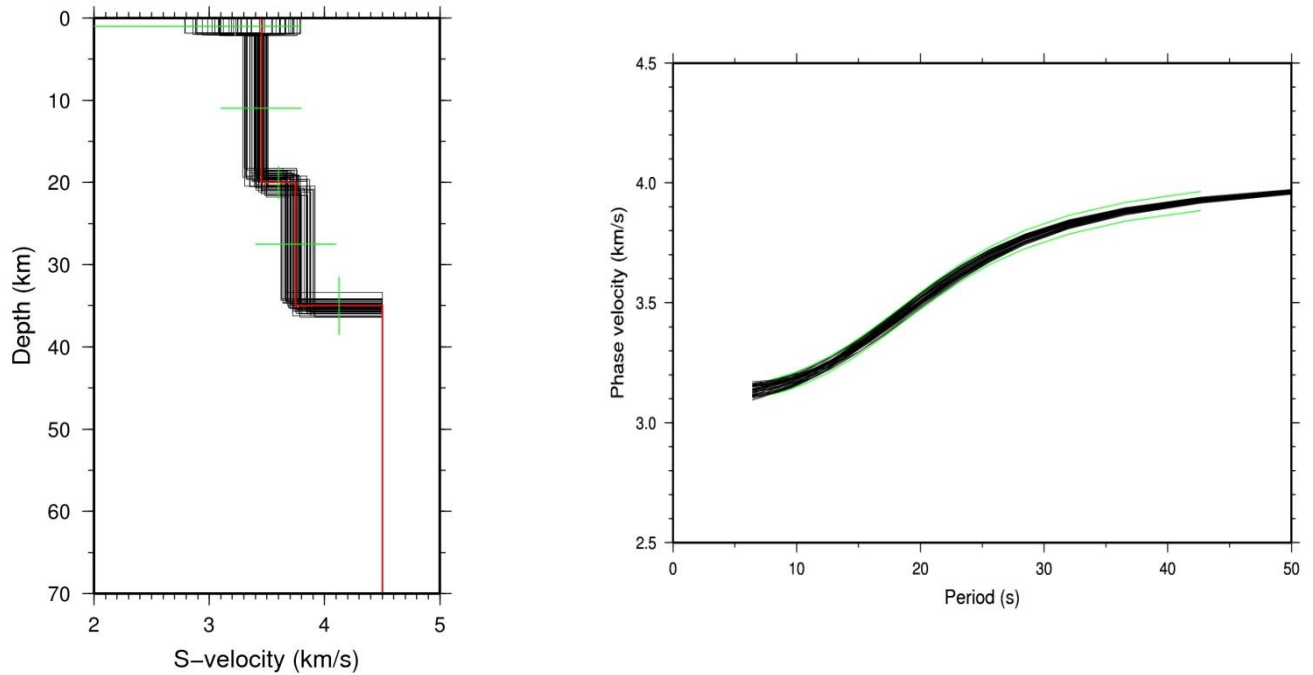 0
10
20
30
40
50
60
70
Depth (km)
2 3 4 5
S−velocity (km/s)
4.5
4.0
3.5
3.0
2.5
Phase velocity (km/s)
0 10 20 30 40 50
Period (s)